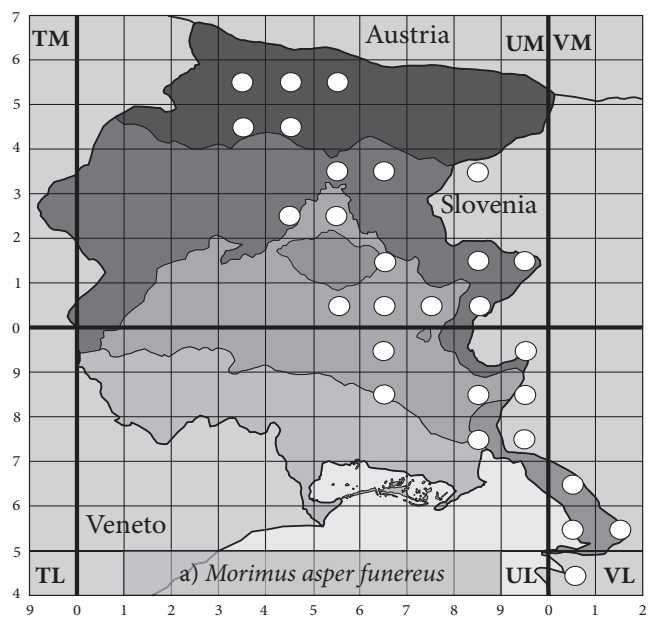 7
TM Austria UM VM
6
5
4
3
Slovenia
2
1
0
9
8
7
6
Veneto
5
TL a) Morimus asper funereus UL VL
4
9 0 1 2 3 4 5 6 7 8 9 0 1 2